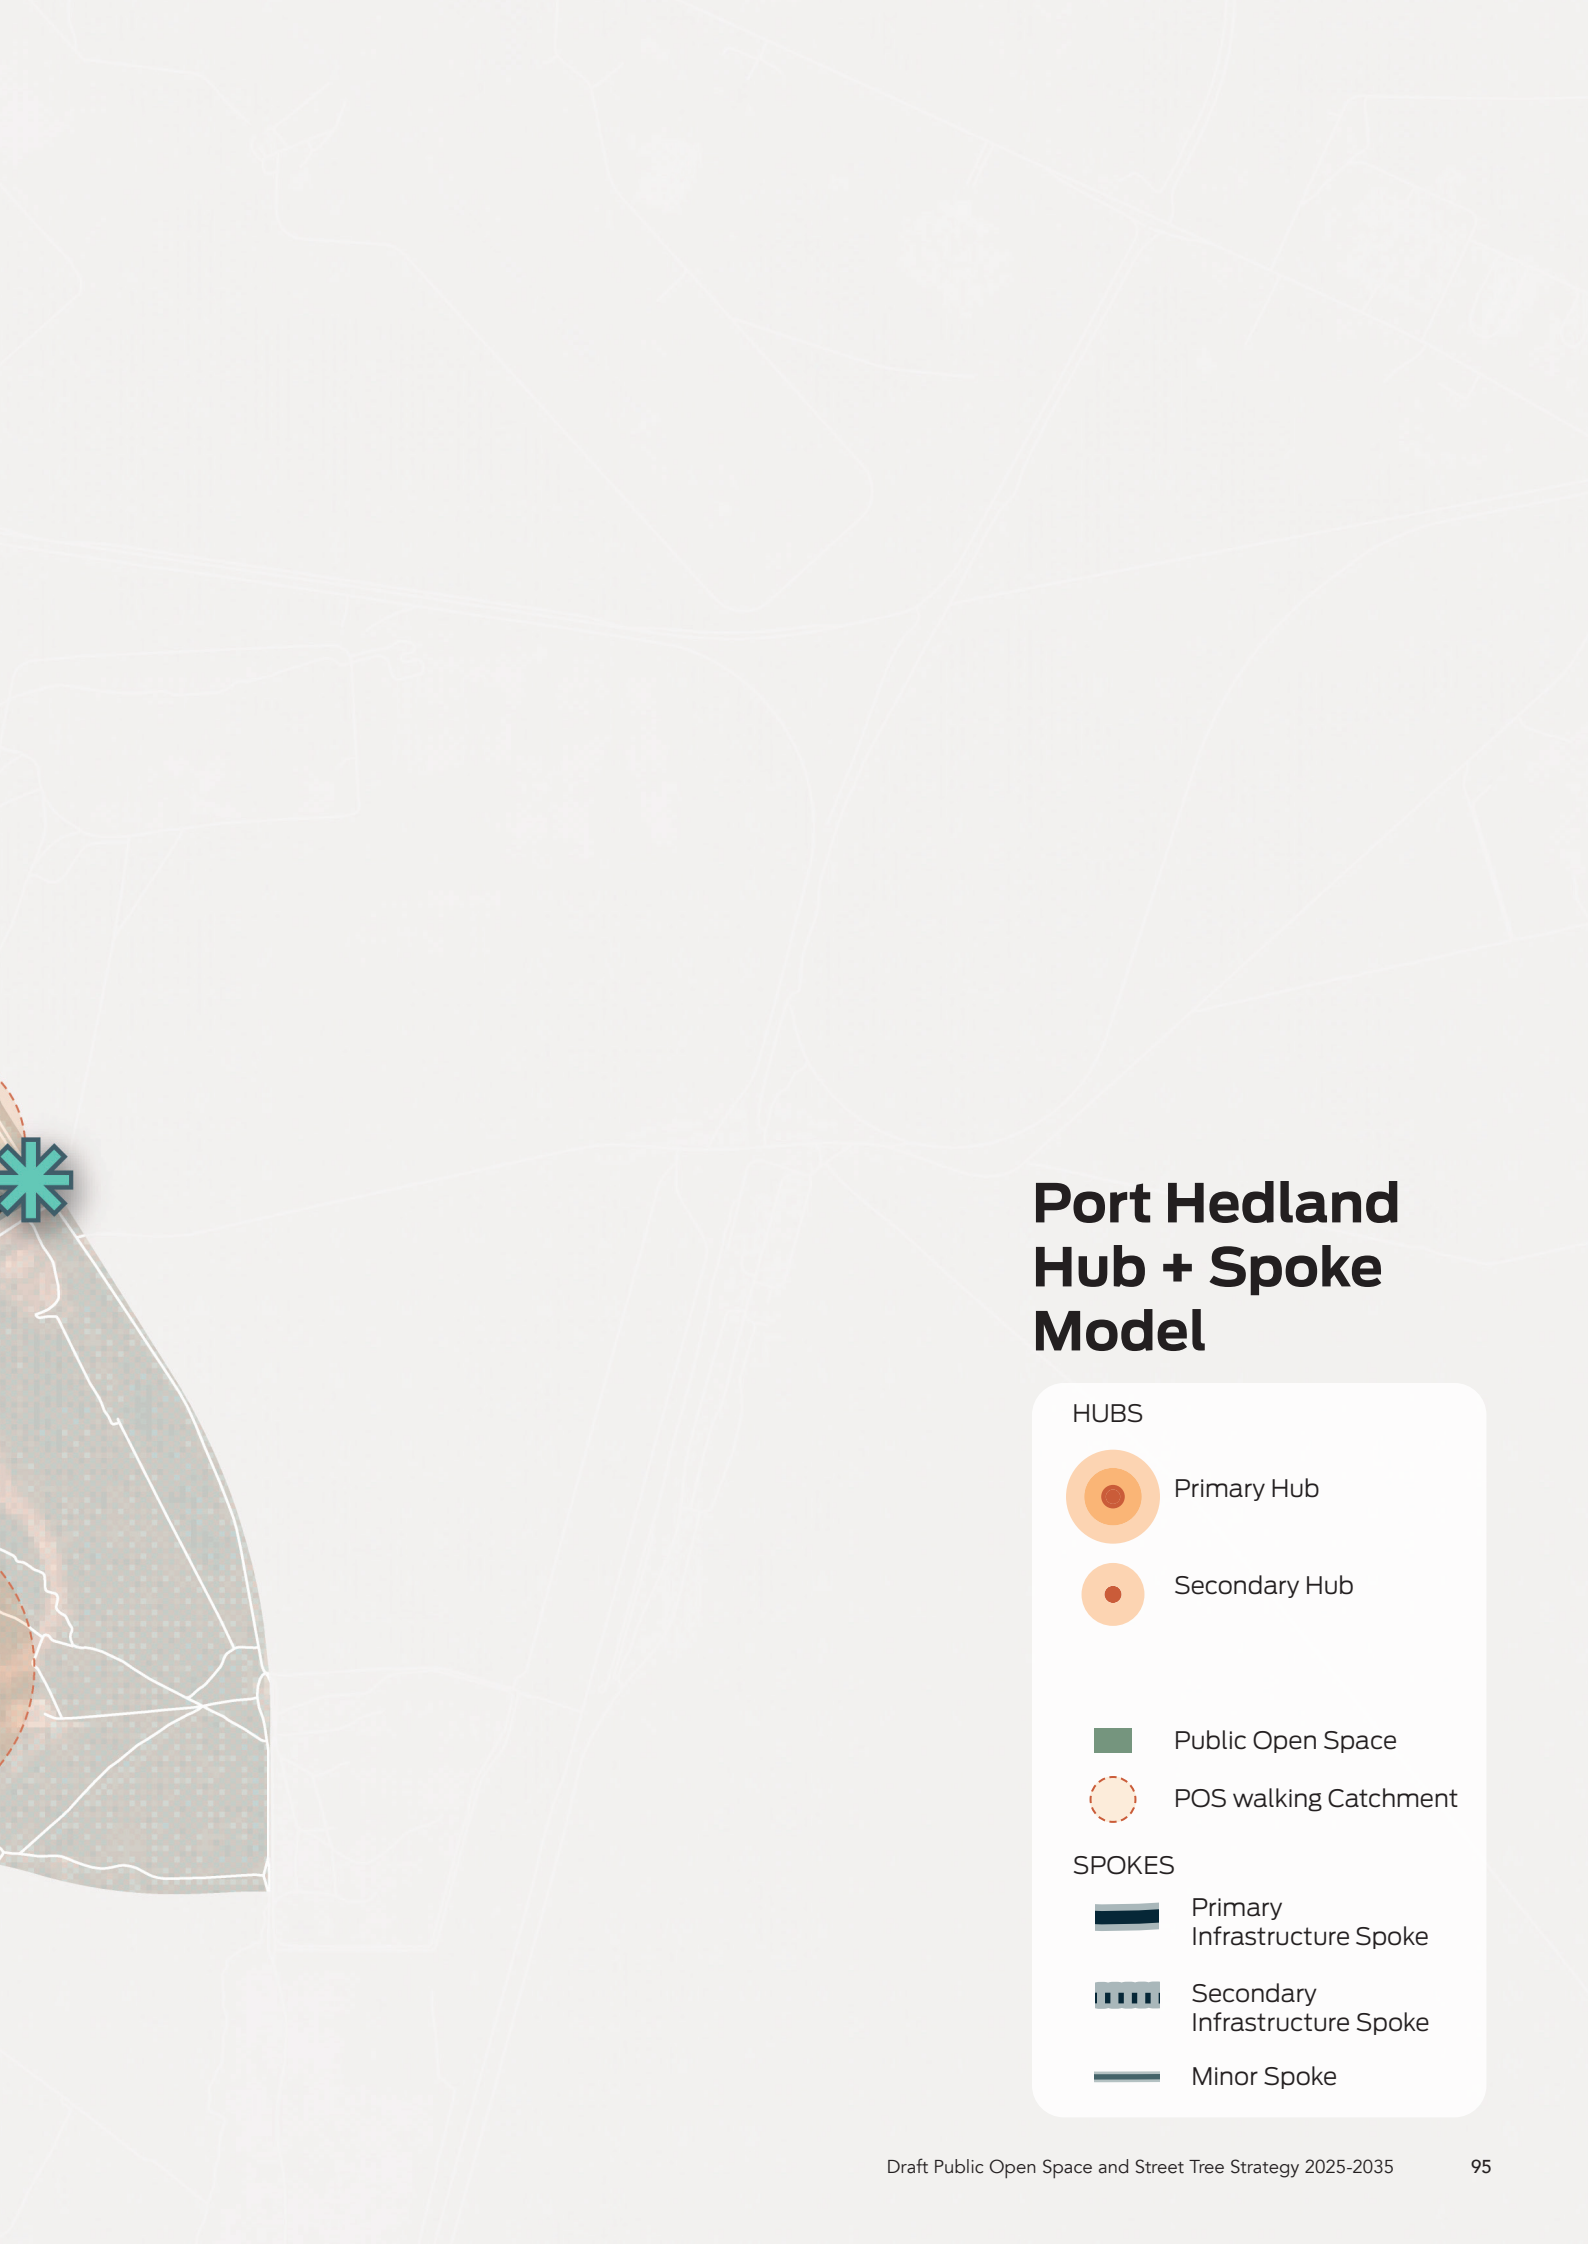 Port Hedland
Hub + Spoke
Model
HUBS
Primary Hub
Secondary Hub
Public Open Space
POS walking Catchment
SPOKES
Primary
Infrastructure Spoke
Secondary
Infrastructure Spoke
Minor Spoke
Draft Public Open Space and Street Tree Strategy 2025-2035 95